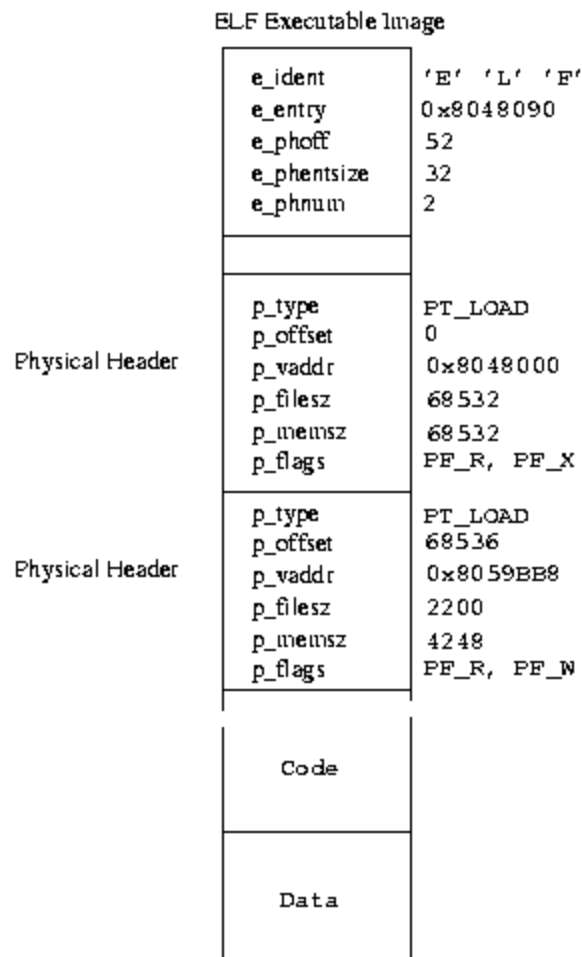 ELF Executable Image
e_ident 'E' 'L' 'F'
e_entry 0x8048090
e_phoff 52
e_phentsize 32
e_phnum 2
p_type PT_LOAD
p_offset 0
Physical Header p_vaddr 0x8048000
p_filesz 68532
p_memsz 68532
p_flags PF_R, PF_X
p_type PT_LOAD
p_offset 68536
Physical Header p_vaddr 0x8059BB8
p_filesz 2200
p_memsz 4248
p_flags PF_R, PF_W
Code
Data